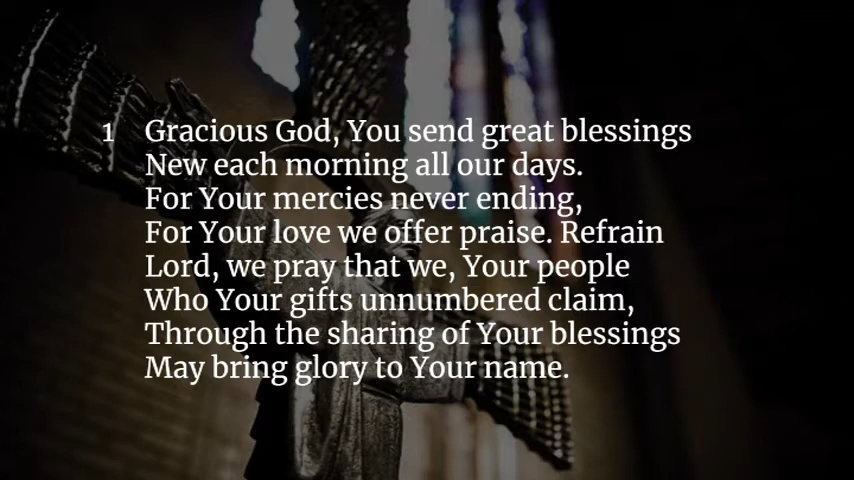 1 Gracious God, You send great blessings
New each morning all our days.
For Your mercies never ending,
For Your love we offer praise. Refrain
Lord, we pray that we, Your people
Who Your gifts unnumbered claim,
Through the sharing of Your blessings
May bring glory to Your name.